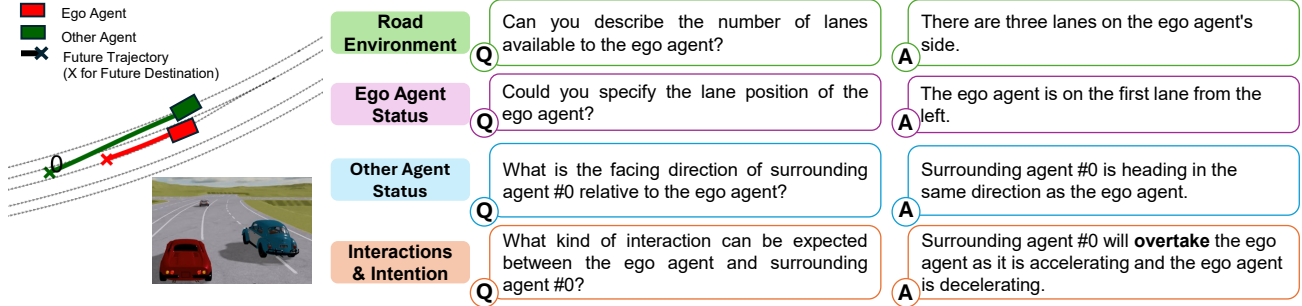 Ego Agent
Other Agent
Future Trajectory
(X for Future Destination)
0
Road
Environment
Q
Can you describe the number of lanes
available to the ego agent?
A
There are three lanes on the ego agent's
side.
Ego Agent
Status
Q
Could you specify the lane position of the
ego agent?
A
The ego agent is on the first lane from the
left.
Other Agent
Status
Q
What is the facing direction of surrounding
agent #0 relative to the ego agent?
A
Surrounding agent #0 is heading in the
same direction as the ego agent.
Interactions
& Intention
Q
What kind of interaction can be expected
between the ego agent and surrounding
agent #0?
A
Surrounding agent #0 will overtake the ego
agent as it is accelerating and the ego agent
is decelerating.